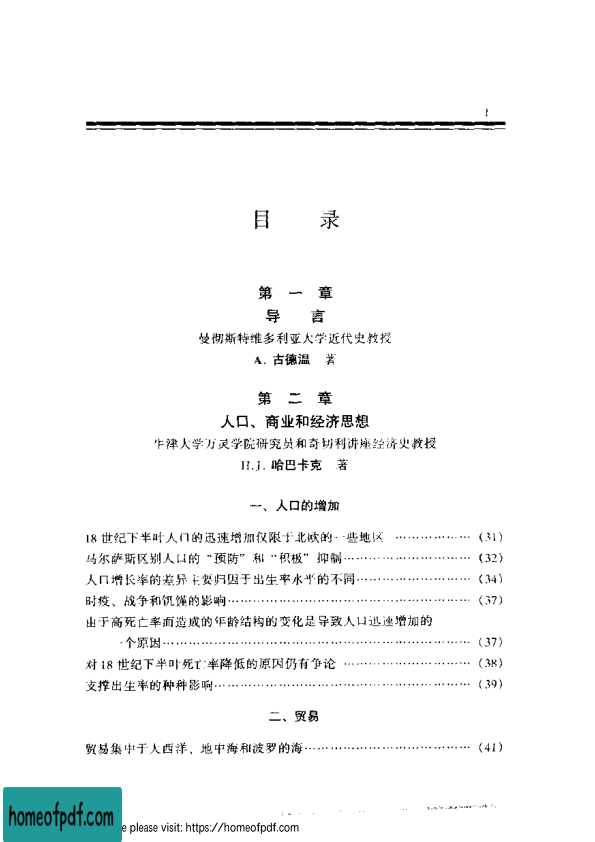 1
目 录
第 一 章
导 言
曼彻斯特维多利亚大学近代史教授
A. 古德温 著
第 二 章
人口、商业和经济思想
牛津大学万灵学院研究员和奇切利讲座经济史教授
H.J. 哈巴卡克 著
一、人口的增加
18 世纪下半叶人口的迅速增加仅限于北欧的一些地区 ……………… (31)
马尔萨斯区别人口的“预防”和“积极”抑制……………… (32)
人口增长率的差异主要归因于出生率水平的不同……………… (34)
时疫、战争和饥馑的影响……………… (37)
由于高死亡率而造成的年龄结构的变化是导致人口迅速增加的
一个原因……………… (37)
对 18 世纪下半叶死亡率降低的原因仍有争论 ……………… (38)
支撑出生率的种种影响……………… (39)
二、贸易
贸易集中于大西洋、地中海和波罗的海……………… (41)
homeofpdf.com
e please visit: https://homeofpdf.com